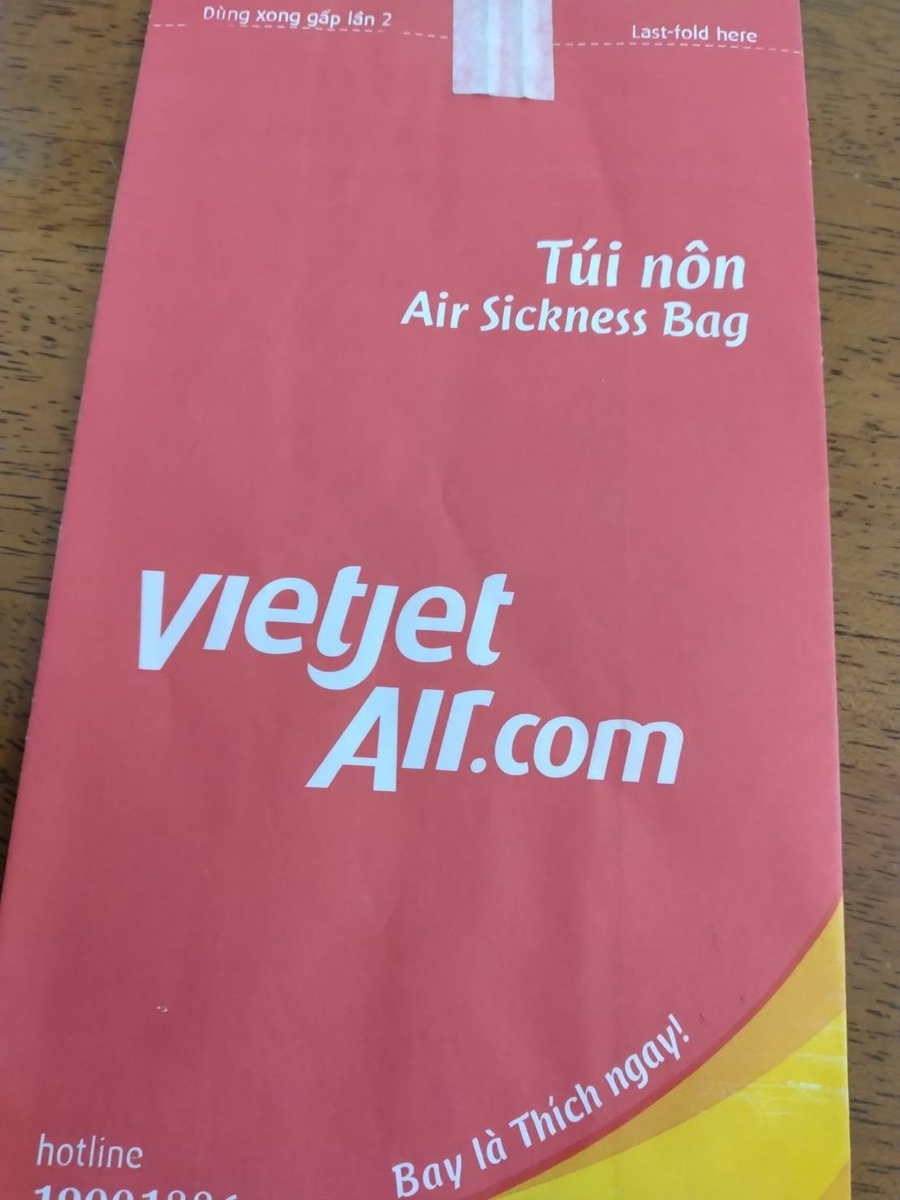 Dùng xong gấp lần 2
Last-fold here
Túi nôn
Air Sickness Bag
vietjet
Air.com
Bay là Thích ngay!
hotline